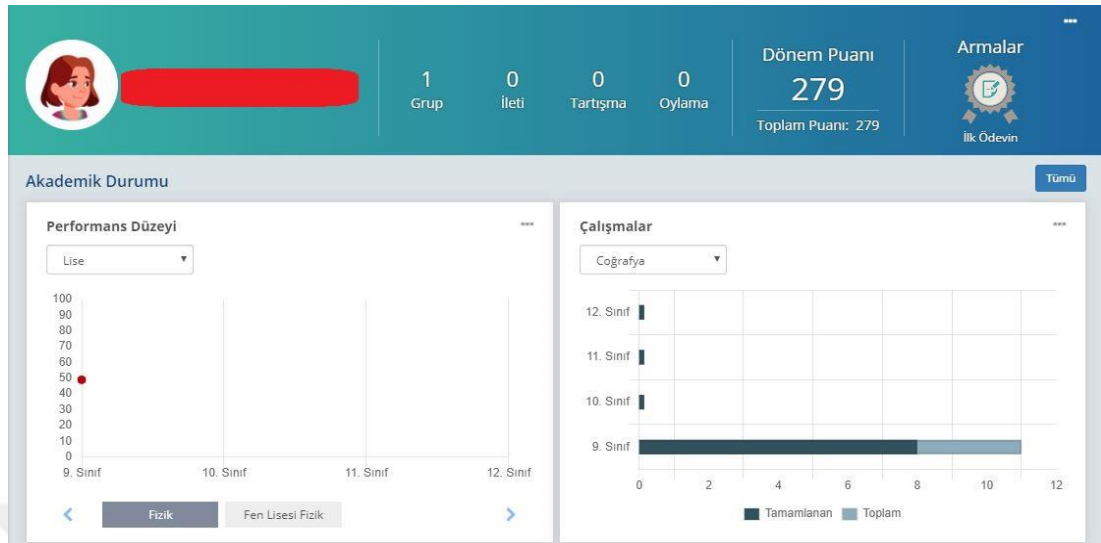 1
Grup
0
İleti
0
Tartışma
0
Oylama
Dönem Puanı
279
Toplam Puanı: 279
Armalar
İlk Ödevin
Akademik Durumu
Tümü
Performans Düzeyi
Lise
100
90
80
70
60
50
40
30
20
10
0
9. Sınıf 10. Sınıf 11. Sınıf 12. Sınıf
Fizik Fen Lisesi Fizik
Çalışmalar
Coğrafya
12. Sınıf
11. Sınıf
10. Sınıf
9. Sınıf
0 2 4 6 8 10 12
Tamamlanan Toplam